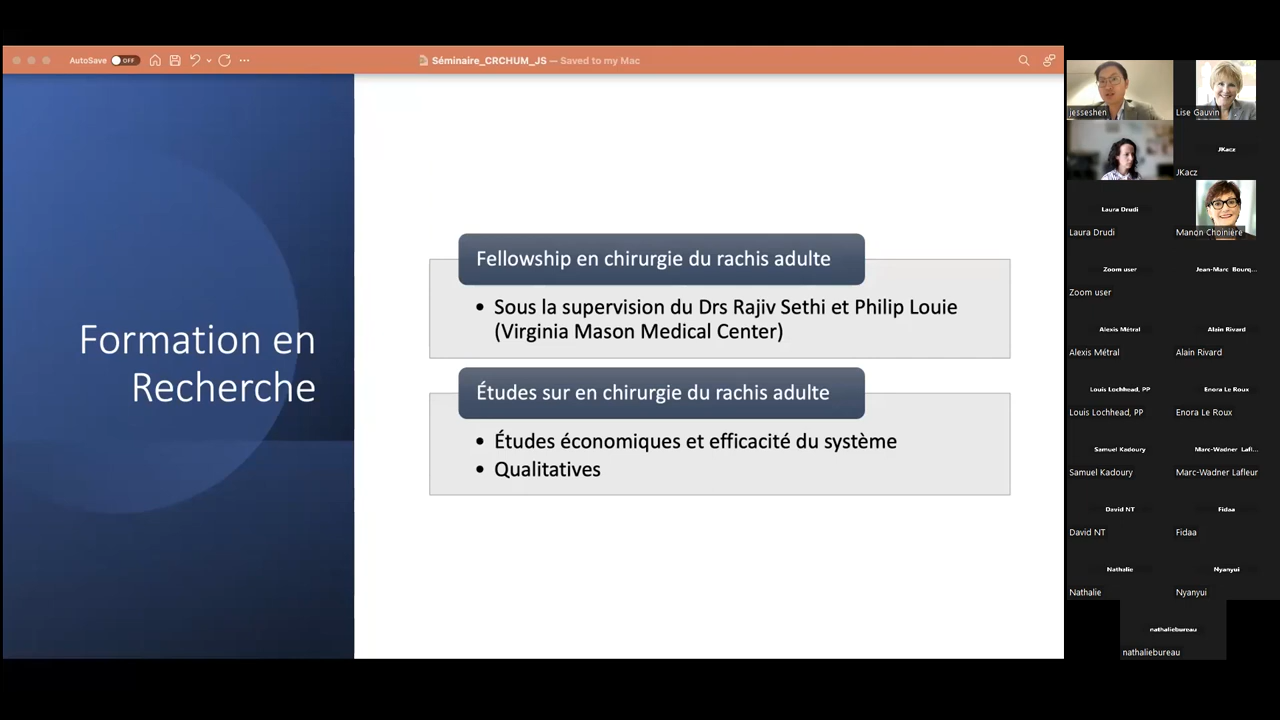 AutoSave OFF
Séminaire_CRCHUM_JS — Saved to my Mac
Formation en
Recherche
Fellowship en chirurgie du rachis adulte
• Sous la supervision du Drs Rajiv Sethi et Philip Louie
(Virginia Mason Medical Center)
Études sur en chirurgie du rachis adulte
• Études économiques et efficacité du système
• Qualitatives
jesseshen
Lise Gauvin
JKacz
JKacz
Laura Drudi
Laura Drudi
Manon Choinière
Zoom user
Jean-Marc Bourq...
Zoom user
Alexis Métral
Alain Rivard
Alexis Métral
Alain Rivard
Louis Lochhead, PP
Enora Le Roux
Louis Lochhead, PP
Enora Le Roux
Samuel Kadoury
Marc-Wadner Lafl...
Samuel Kadoury
Marc-Wadner Lafleur
David NT
Fidaa
David NT
Fidaa
Nathalie
Nyanyui
Nathalie
Nyanyui
nathaliebureau
nathaliebureau